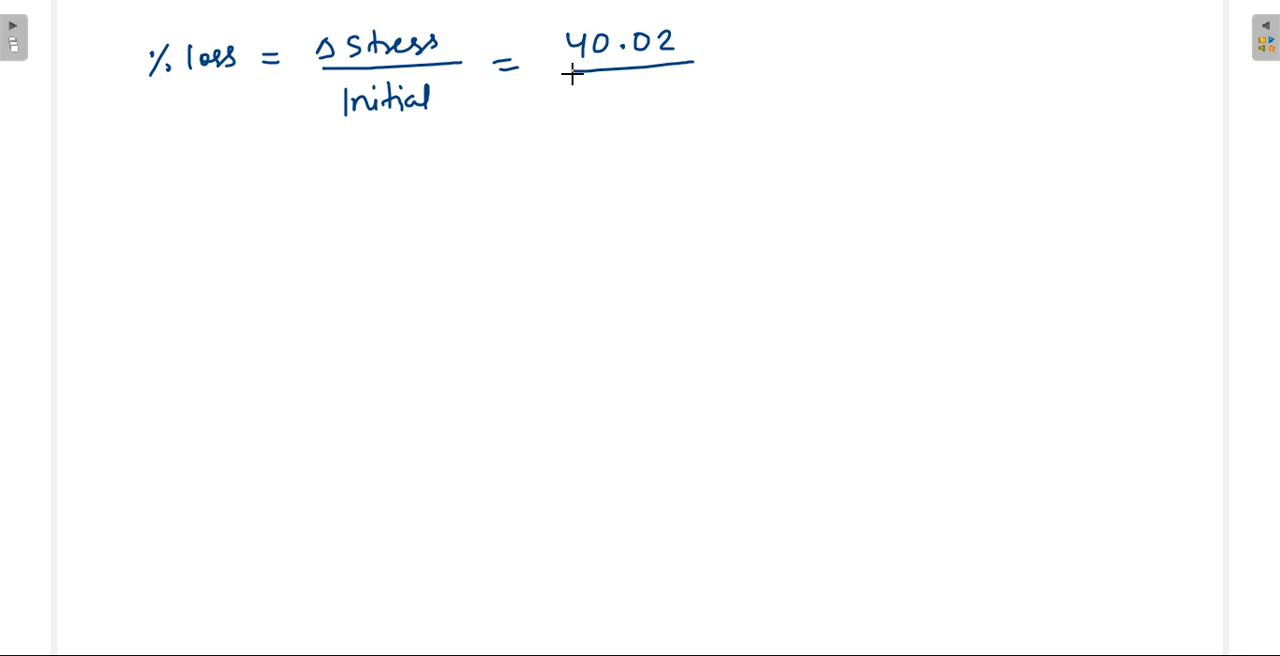 % loss = Δ stress / Initial = 40.02